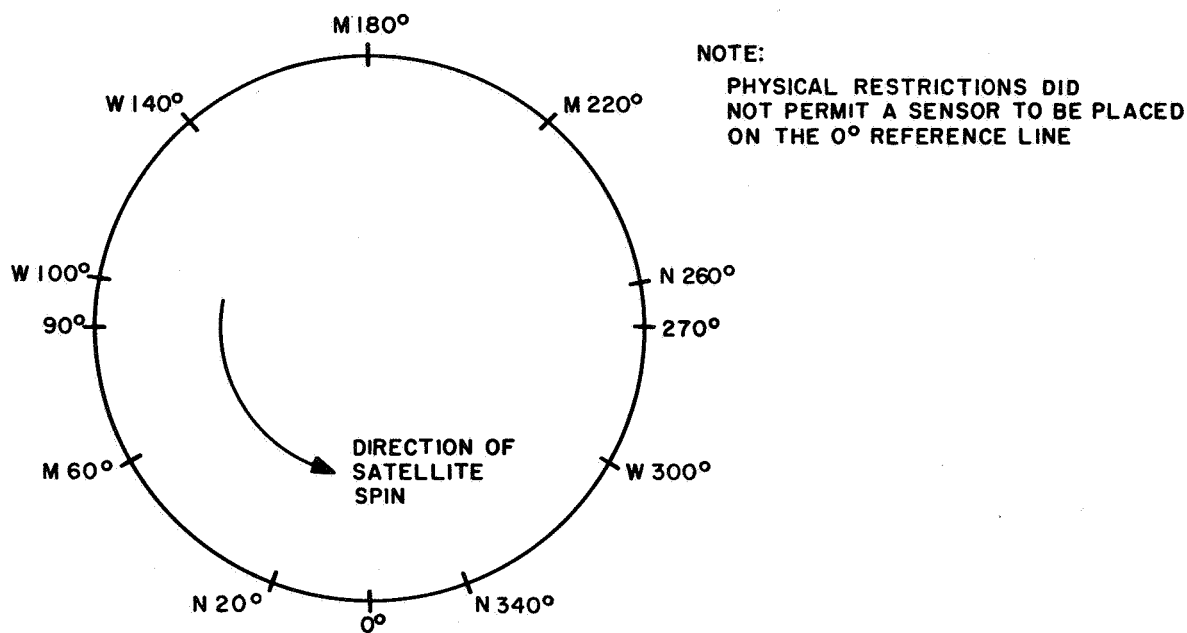 M 180°
W 140°
M 220°
NOTE:
PHYSICAL RESTRICTIONS DID
NOT PERMIT A SENSOR TO BE PLACED
ON THE 0° REFERENCE LINE
W 100°
N 260°
90°
270°
DIRECTION OF
SATELLITE
SPIN
M 60°
W 300°
N 20°
N 340°
0°